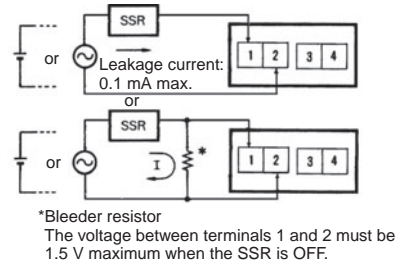 SSR
or
Leakage current:
0.1 mA max.
1 2 3 4
or
SSR
or
I
*
1 2 3 4
*Bleeder resistor
The voltage between terminals 1 and 2 must be
1.5 V maximum when the SSR is OFF.